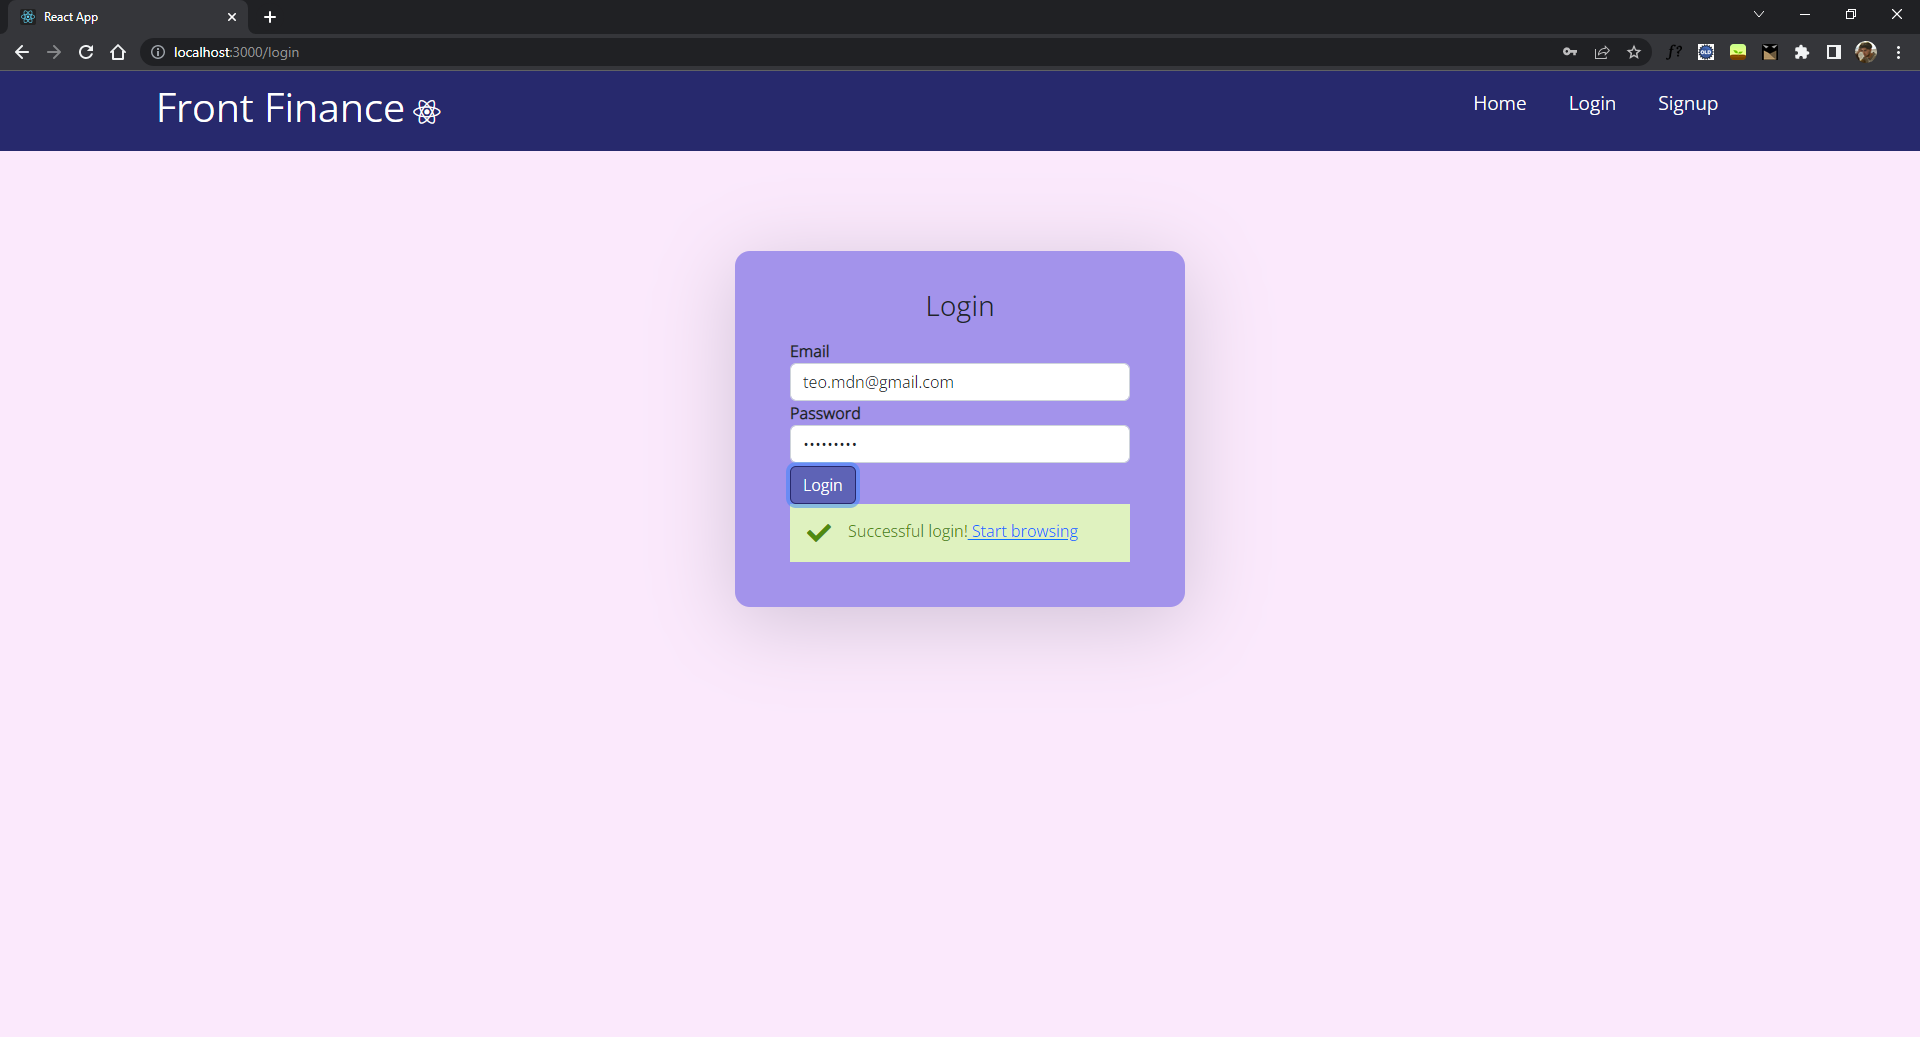 React App
localhost:3000/login
Front Finance
Home Login Signup
Login
Email
teo.mdn@gmail.com
Password
•••••••••
Login
Successful login! Start browsing